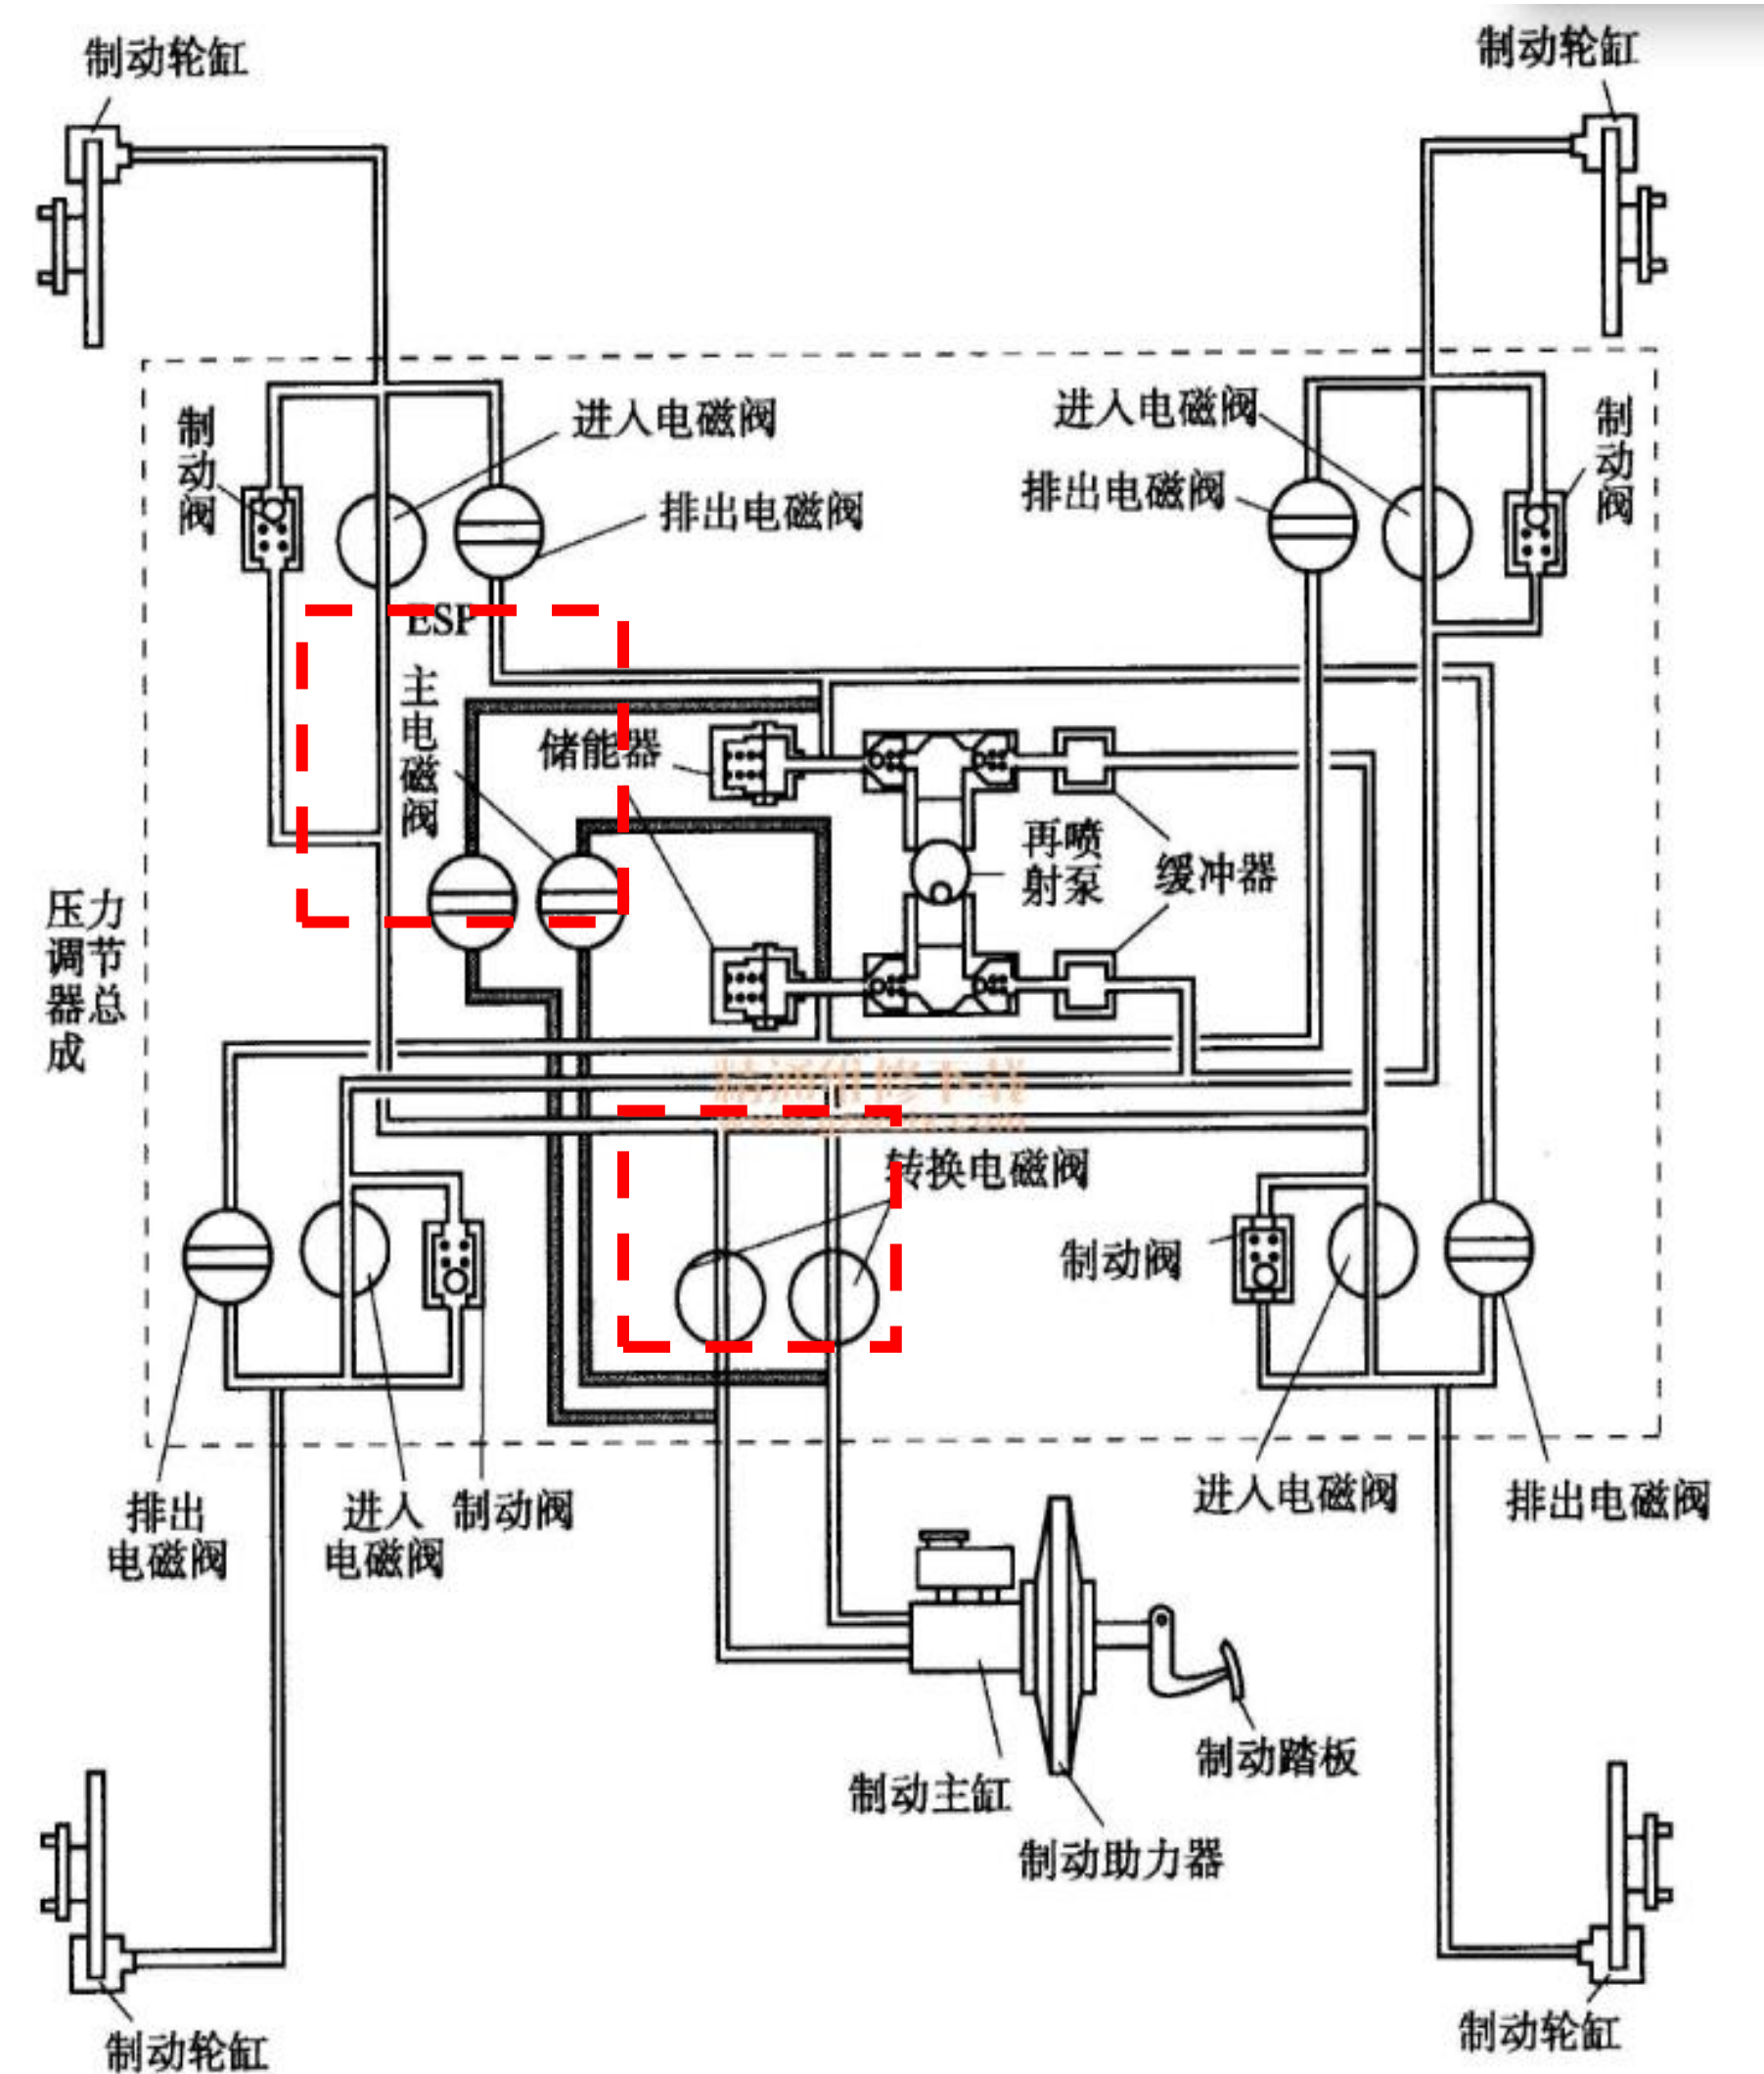 制动轮缸
制动轮缸
制动阀
进入电磁阀
排出电磁阀
进入电磁阀
排出电磁阀
制动阀
ESP
主电磁阀
储能器
再喷
射泵
缓冲器
压力
调节
器总
成
转换电磁阀
制动阀
排出
电磁阀
进入
电磁阀
制动阀
进入电磁阀
排出电磁阀
制动主缸
制动助力器
制动踏板
制动轮缸
制动轮缸